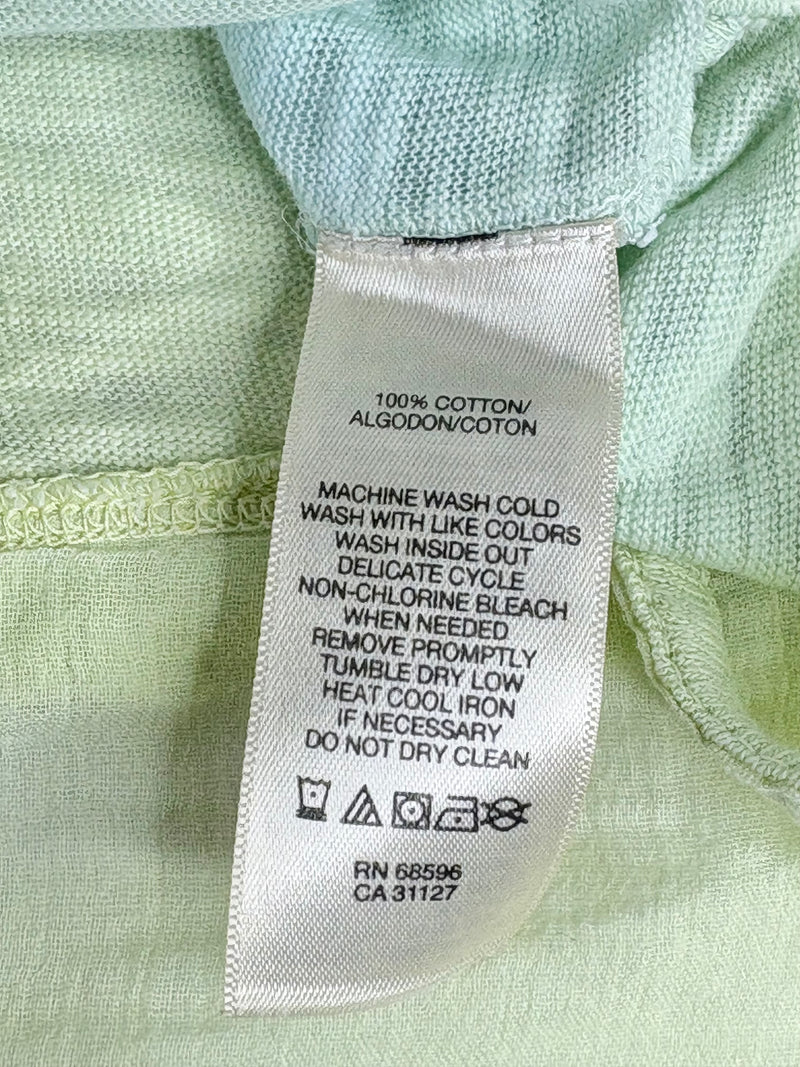 100% COTTON/
ALGODON/COTON
MACHINE WASH COLD
WASH WITH LIKE COLORS
WASH INSIDE OUT
DELICATE CYCLE
NON-CHLORINE BLEACH
WHEN NEEDED
REMOVE PROMPTLY
TUMBLE DRY LOW
HEAT COOL IRON
IF NECESSARY
DO NOT DRY CLEAN
RN 68596
CA 31127